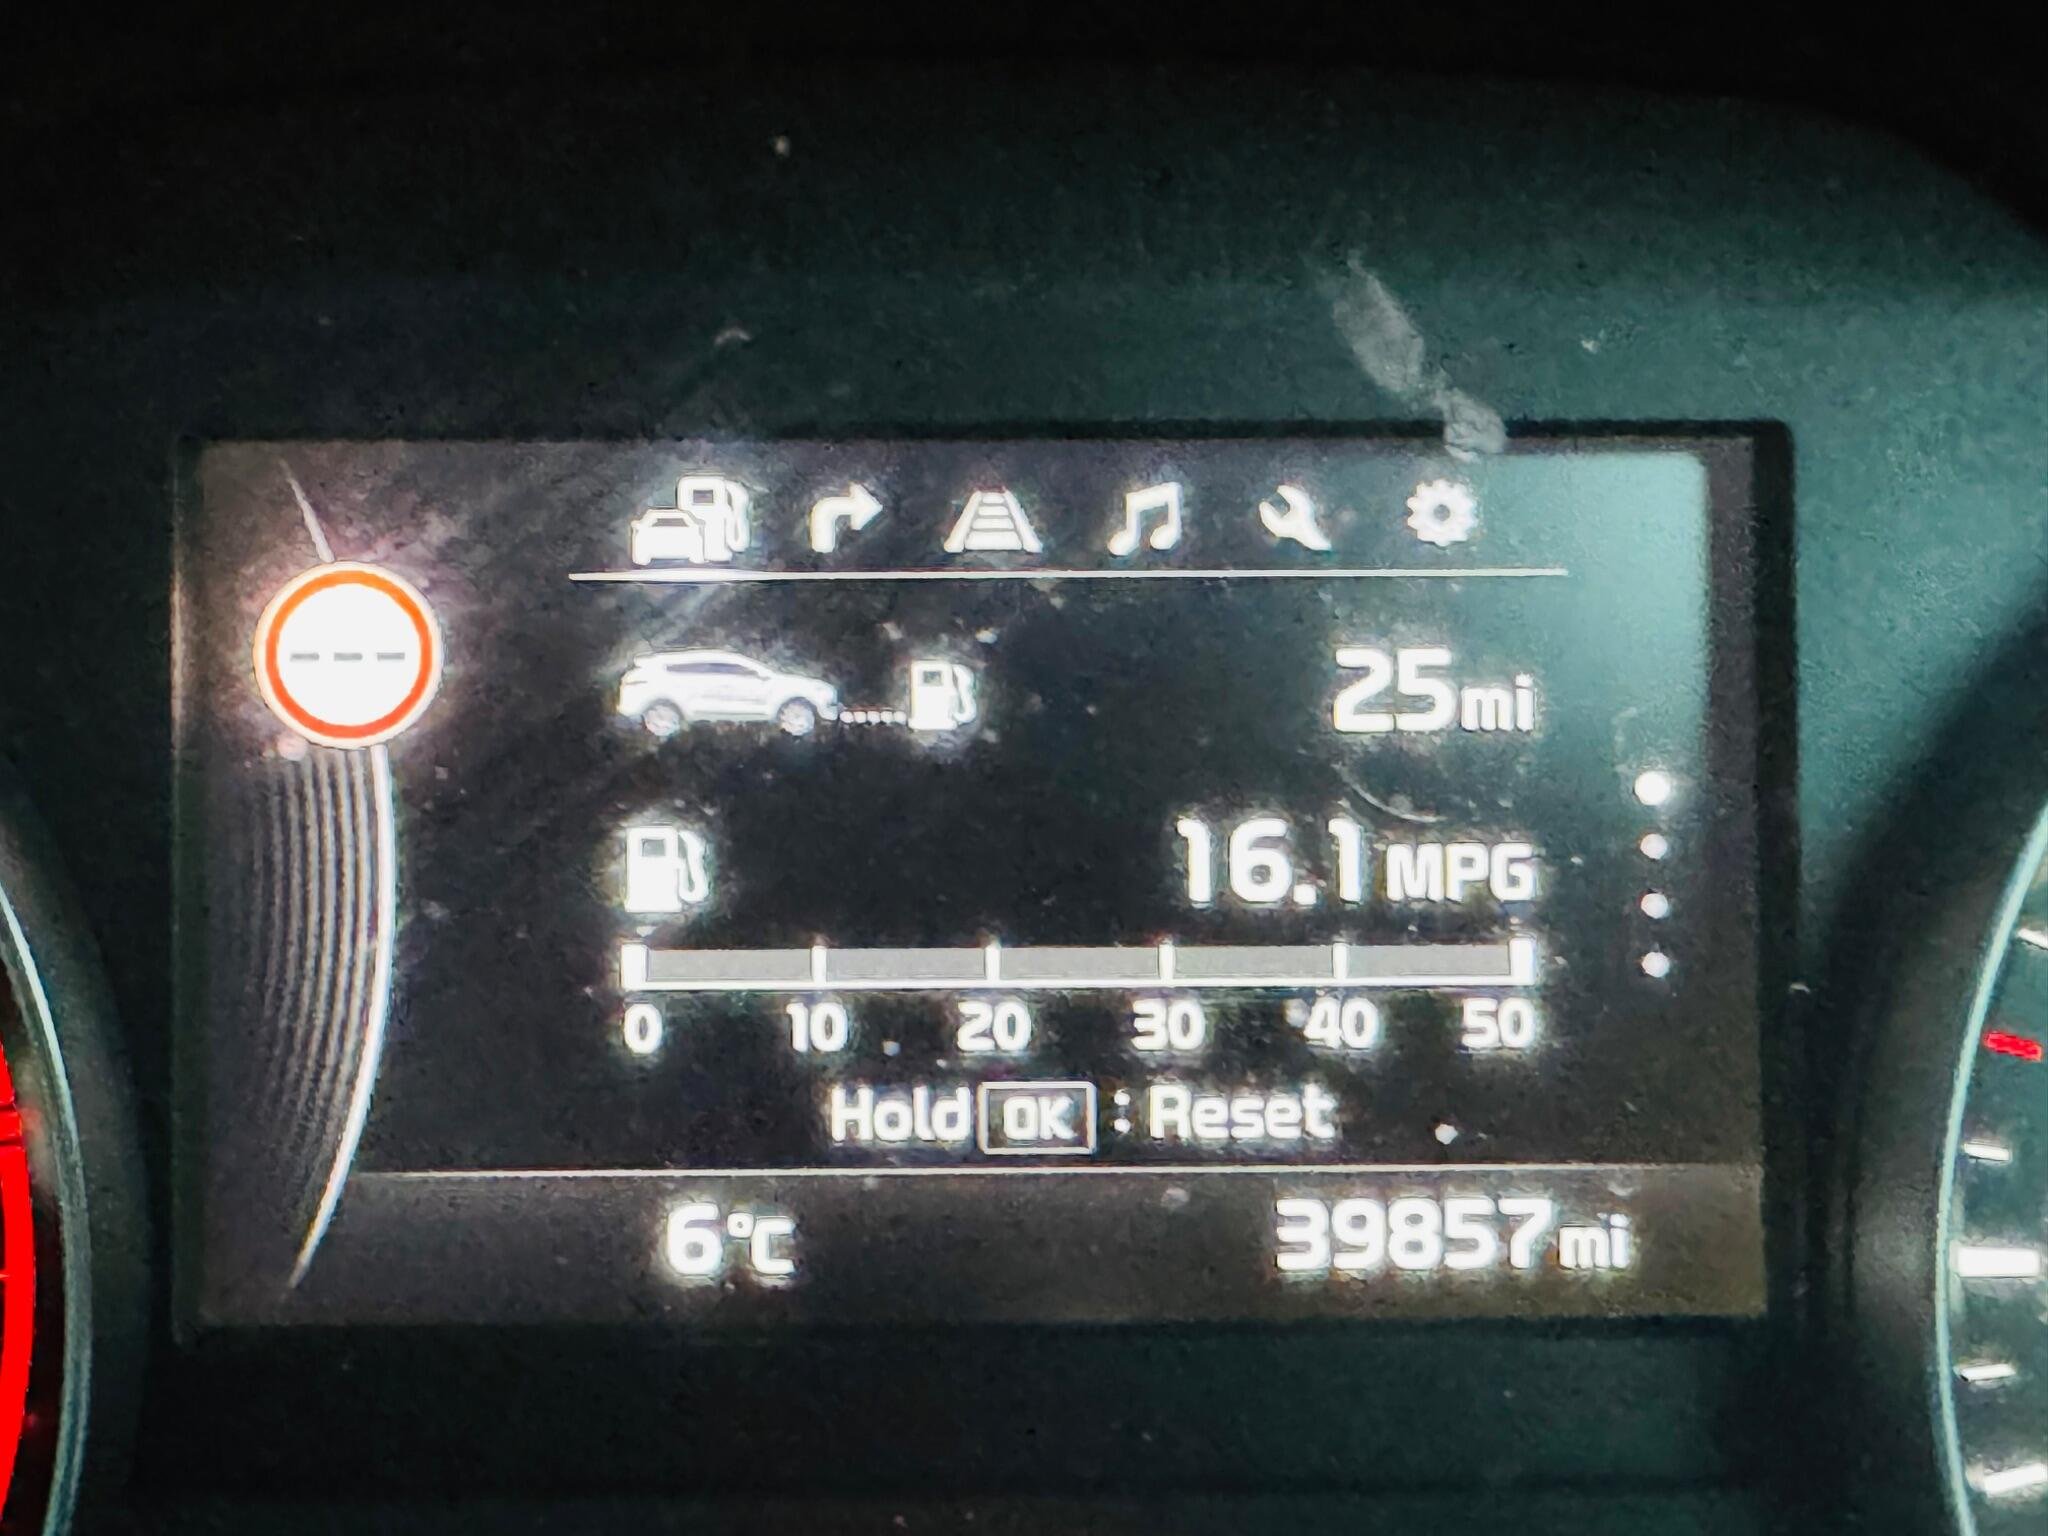 25mi
16.1 MPG
0 10 20 30 40 50
Hold OK : Reset
6°C 39857mi